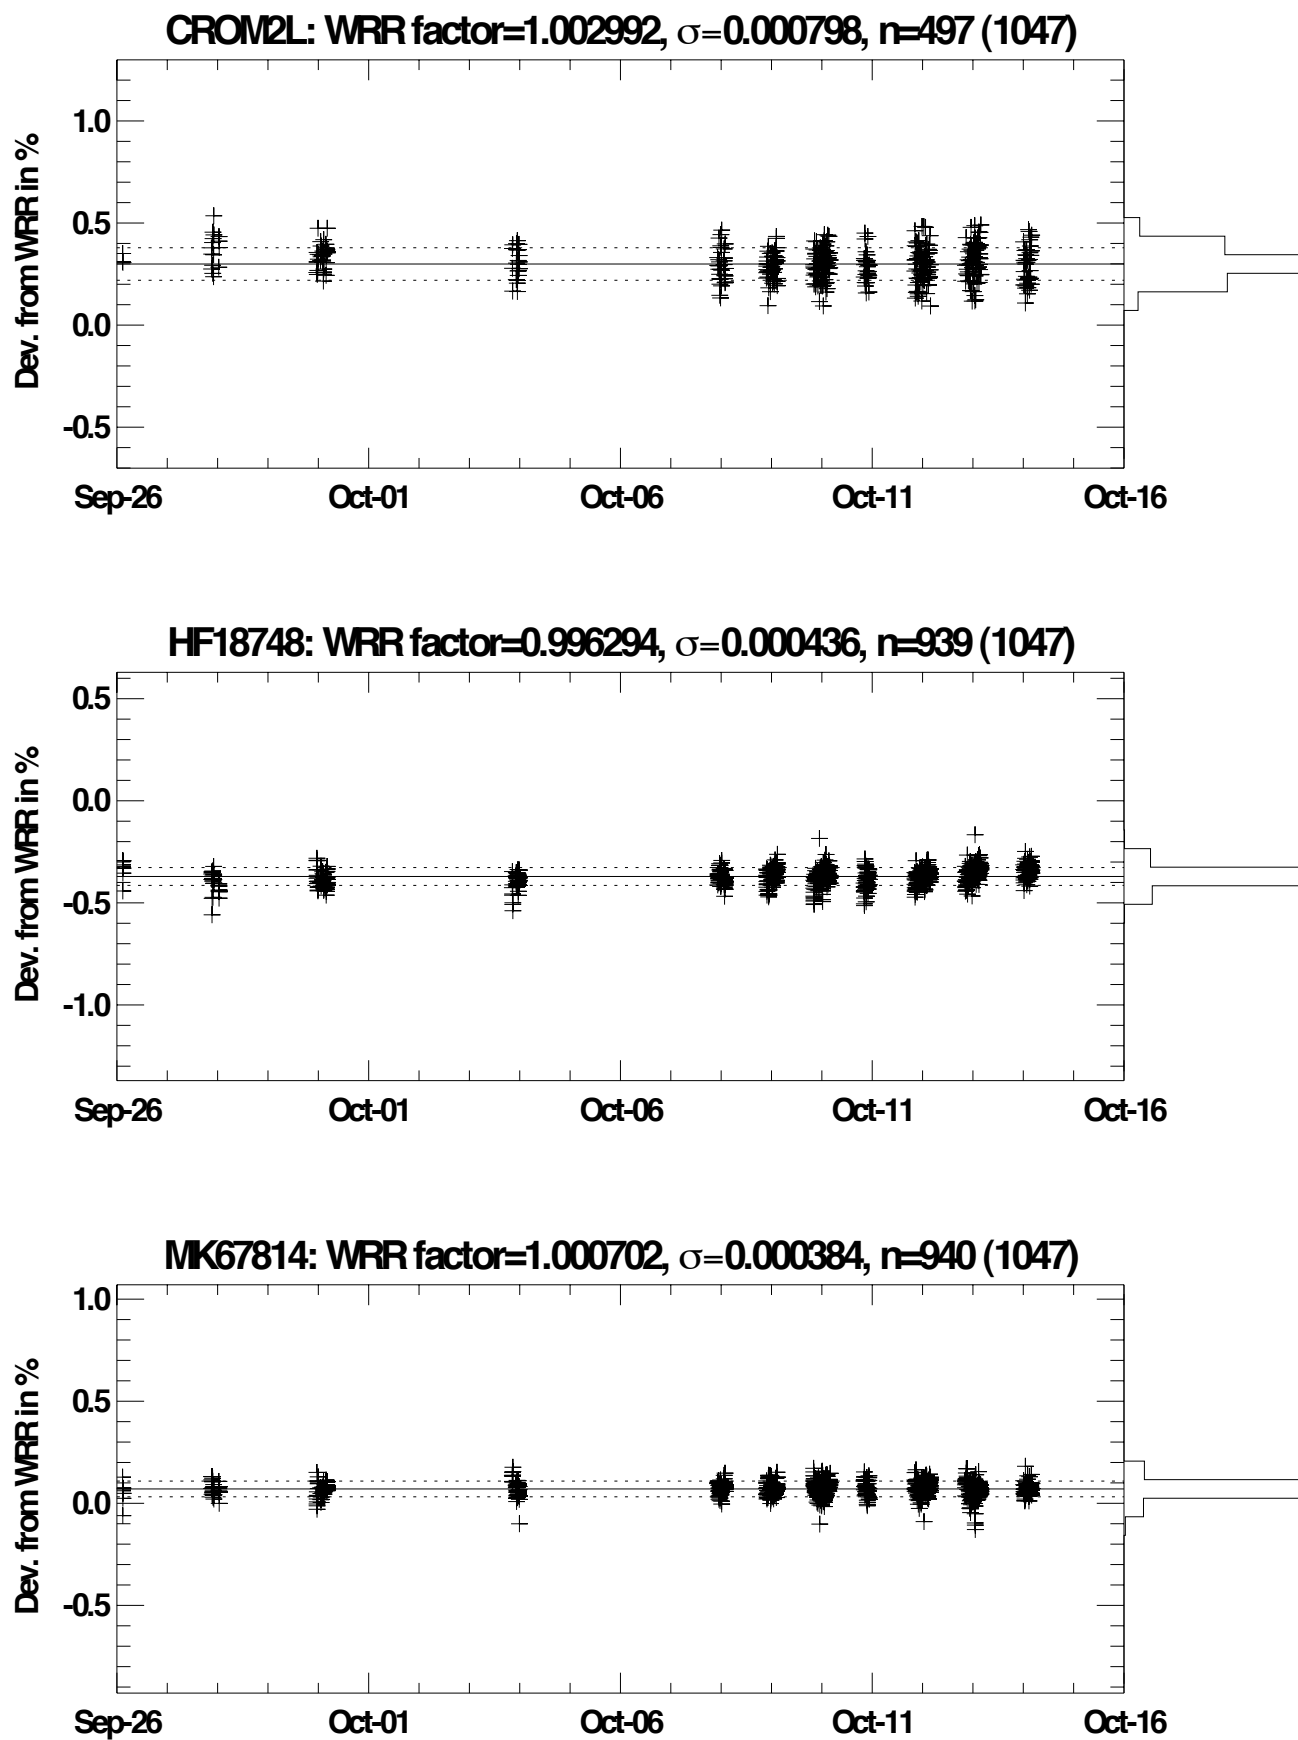 CROM2L: WRR factor=1.002992, σ=0.000798, n=497 (1047)
Dev. from WRR in %
1.0
0.5
0.0
-0.5
Sep-26 Oct-01 Oct-06 Oct-11 Oct-16
HF18748: WRR factor=0.996294, σ=0.000436, n=939 (1047)
Dev. from WRR in %
0.5
0.0
-0.5
-1.0
Sep-26 Oct-01 Oct-06 Oct-11 Oct-16
MK67814: WRR factor=1.000702, σ=0.000384, n=940 (1047)
Dev. from WRR in %
1.0
0.5
0.0
-0.5
Sep-26 Oct-01 Oct-06 Oct-11 Oct-16